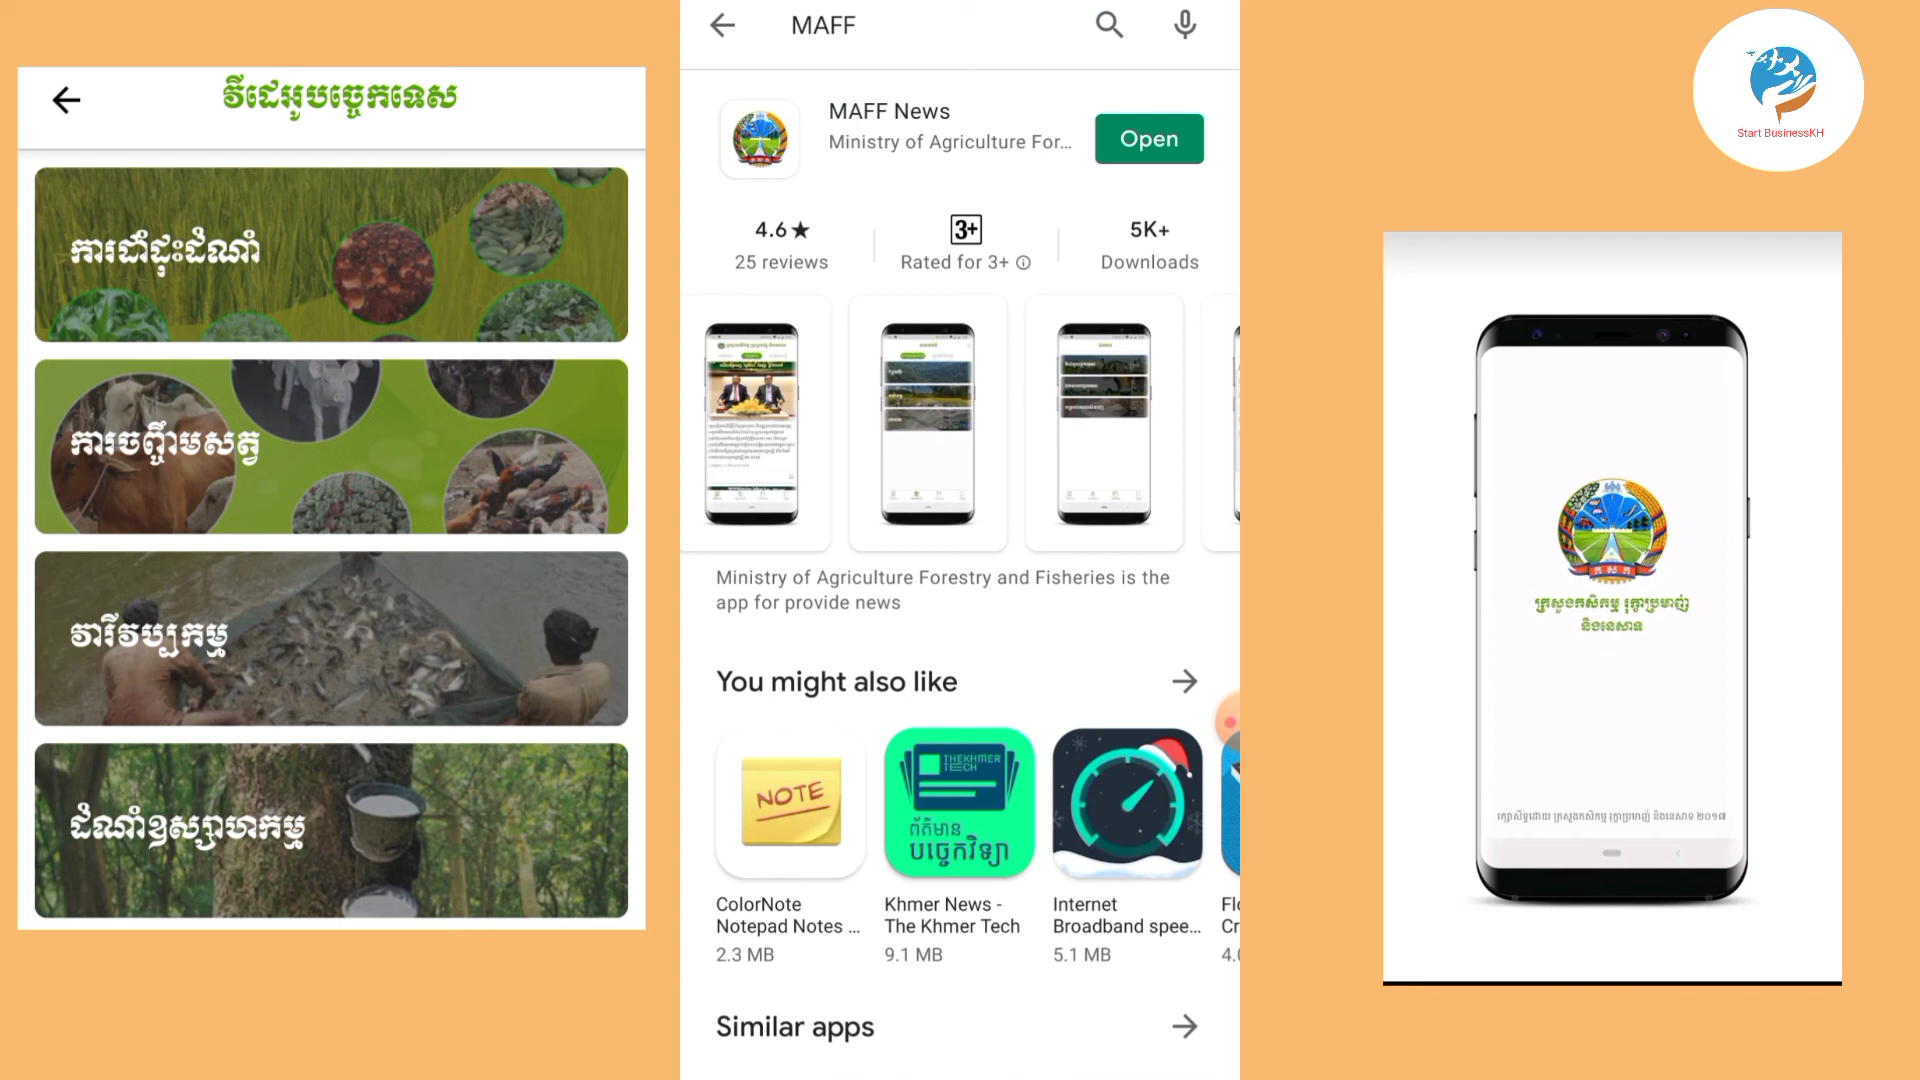 វីដេអូបច្ចេកទេស
ការដាំដុះដំណាំ
ការចញ្ចឹមសត្វ
វារីវប្បកម្ម
ដំណាំឧស្សាហកម្ម
MAFF
MAFF News
Ministry of Agriculture For...
Open
4.6★
25 reviews
3+
Rated for 3+
5K+
Downloads
Ministry of Agriculture Forestry and Fisheries is the
app for provide news
You might also like
NOTE
THEKHMER
TECH
ព័ត៌មាន
បច្ចេកវិទ្យា
ColorNote
Notepad Notes ...
2.3 MB
Khmer News -
The Khmer Tech
9.1 MB
Internet
Broadband spee...
5.1 MB
Similar apps
Start BusinessKH
ក ស ក
ក្រសួងកសិកម្ម រុក្ខាប្រមាញ់
និងនេសាទ
រក្សាសិទ្ធដោយ ក្រសួងកសិកម្ម រុក្ខាប្រមាញ់ និងនេសាទ ២០១៧